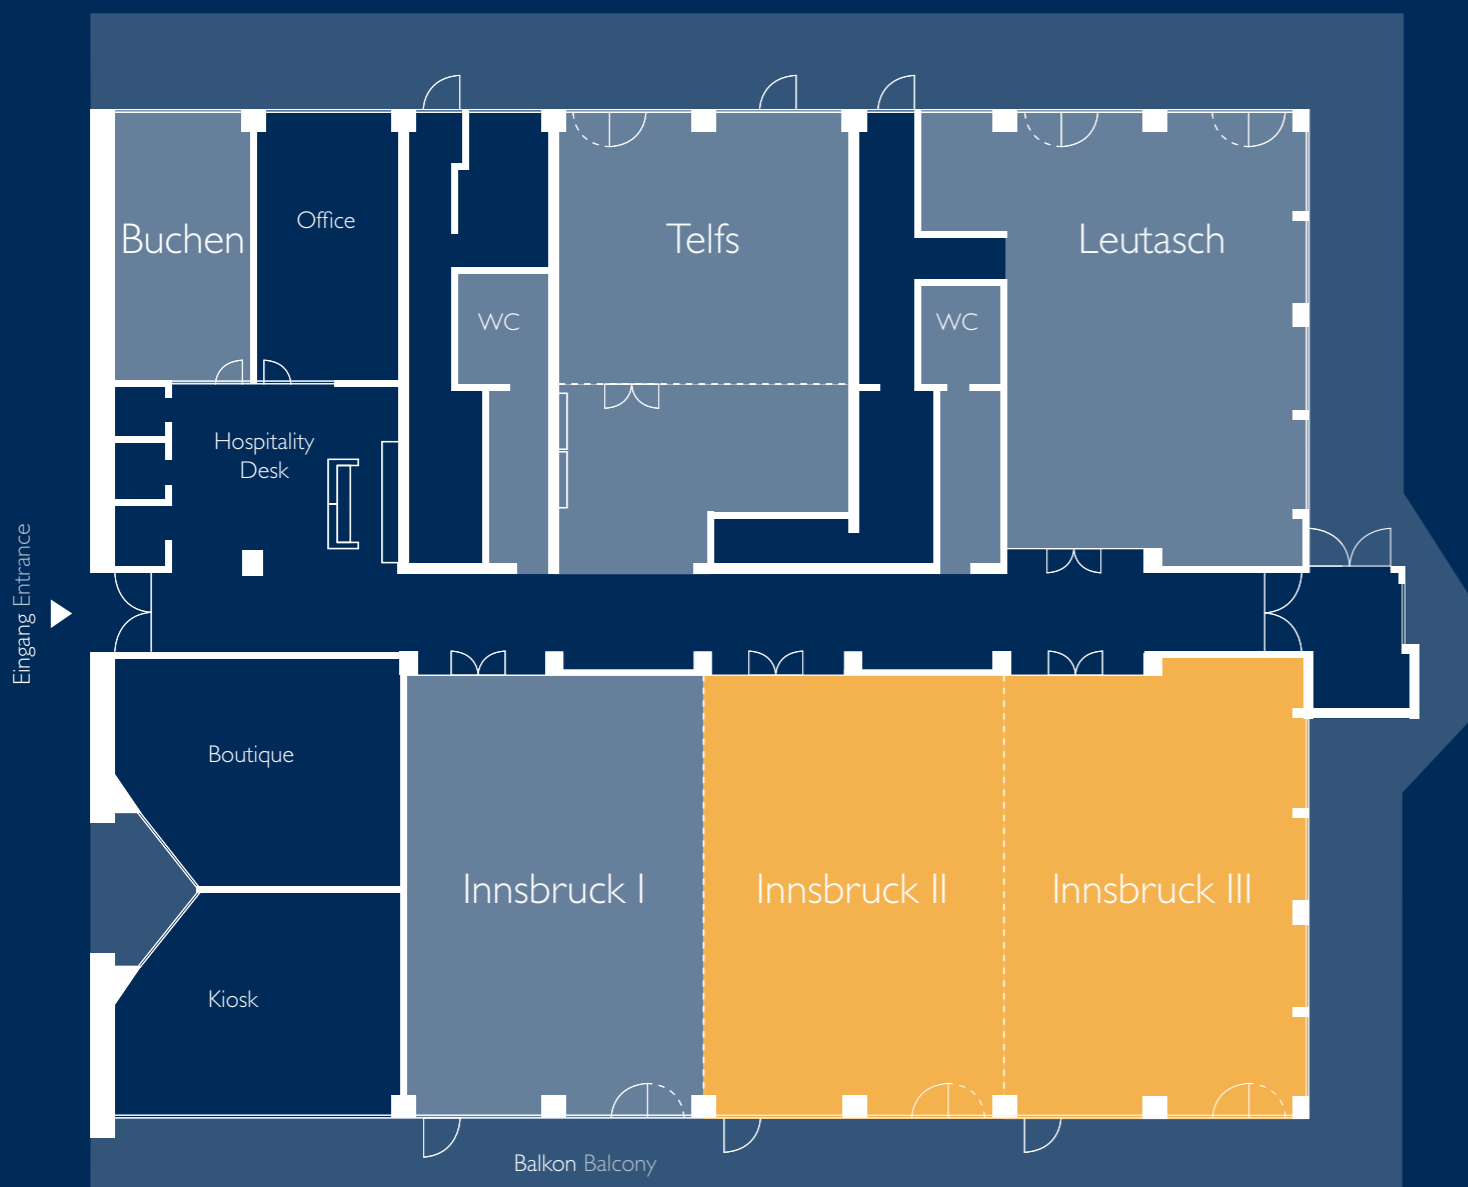 Buchen
Office
Telfs
Leutasch
WC
WC
Hospitality
Desk
Eingang Entrance
Boutique
Innsbruck I
Innsbruck II
Innsbruck III
Kiosk
Balkon Balcony